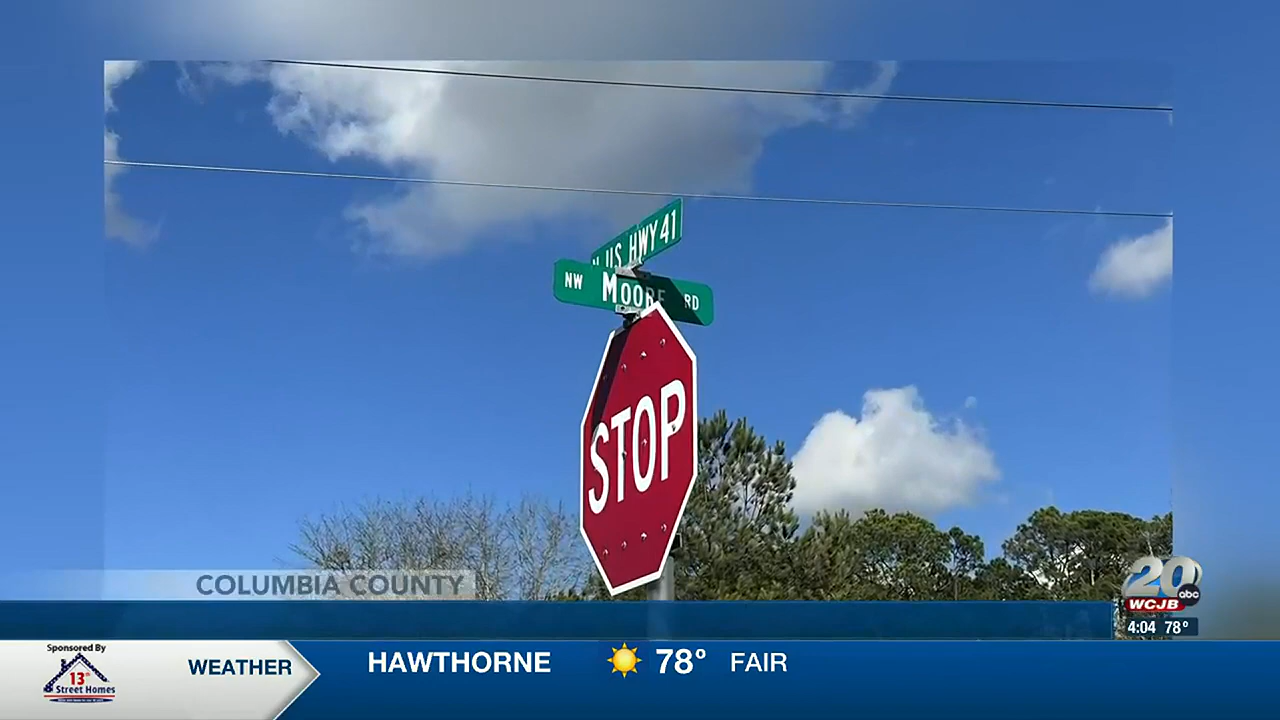 N US HWY 41
NW MOORE RD
STOP
COLUMBIA COUNTY
20
abc
WCJB
4:04 78°
Sponsored By
13th
Street Homes
WEATHER
HAWTHORNE 78° FAIR